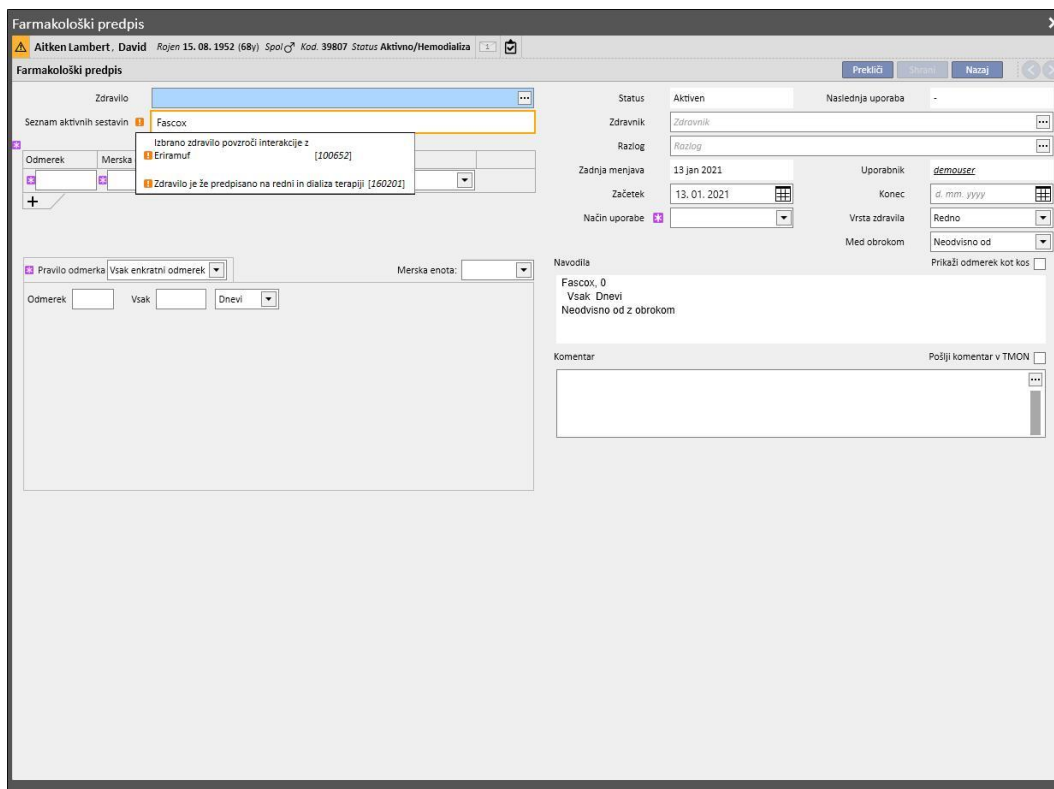 Farmakološki predpis
Aitken Lambert, David Rojen 15. 08. 1952 (68y) Spol♂ Kod. 39807 Status Aktivno/Hemodializa 1
Farmakološki predpis Prekliči Shrani Nazaj
Zdravilo
Seznam aktivnih sestavin Fascox
Izbrano zdravilo povzroči interakcije z
Eriramuf [100652]
Zdravilo je že predpisano na redni in dializa terapiji [160201]
Odmerek Merska
+
Pravilo odmerka Vsak enkratni odmerek Merska enota:
Odmerek Vsak Dnevi
Status Aktiven Naslednja uporaba -
Zdravnik Zdravnik
Razlog Razlog
Zadnja menjava 13 jan 2021 Uporabnik demouser
Začetek 13. 01. 2021 Konec d. mm. yyyy
Način uporabe Vrsta zdravila Redno
Med obrokom Neodvisno od
Navodila Prikaži odmerek kot kos
Fascox, 0
Vsak Dnevi
Neodvisno od z obrokom
Komentar Pošlji komentar v TMON